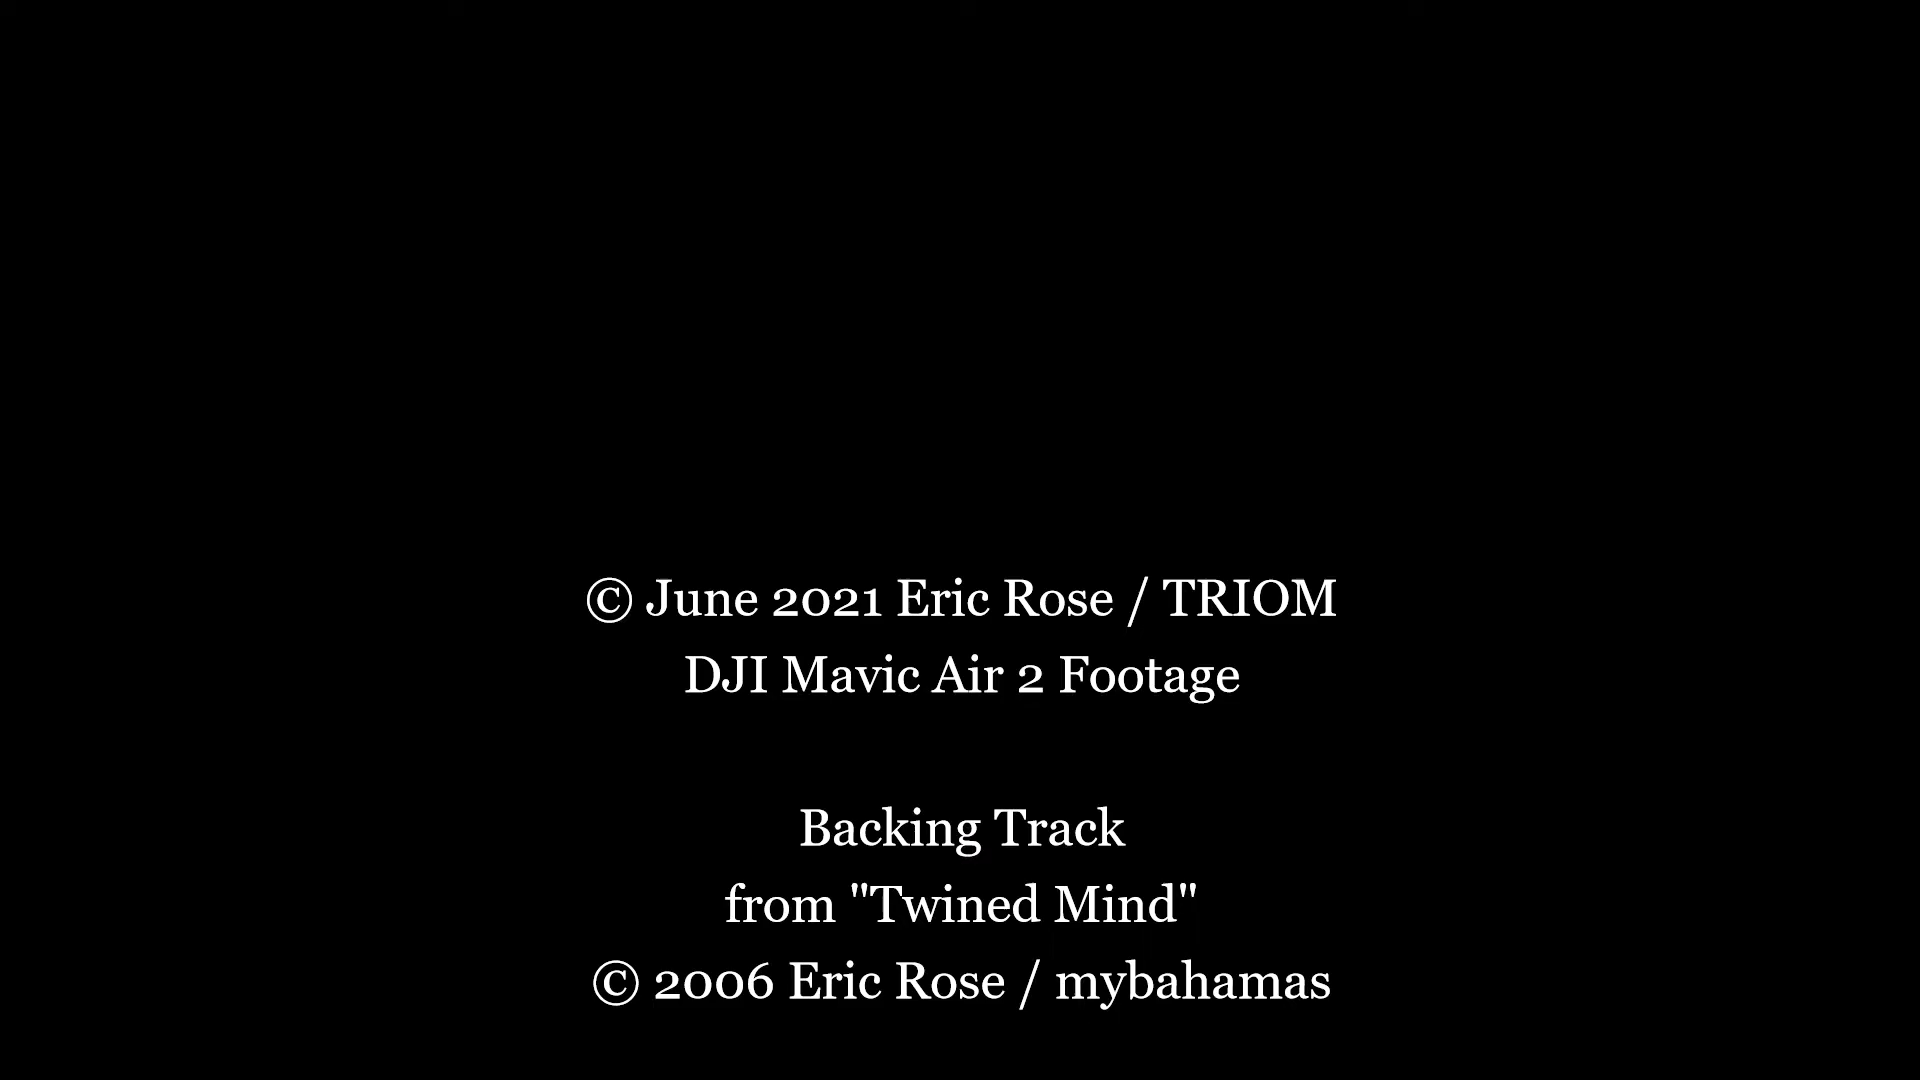 © June 2021 Eric Rose / TRIOM
DJI Mavic Air 2 Footage
Backing Track
from "Twined Mind"
© 2006 Eric Rose / mybahamas